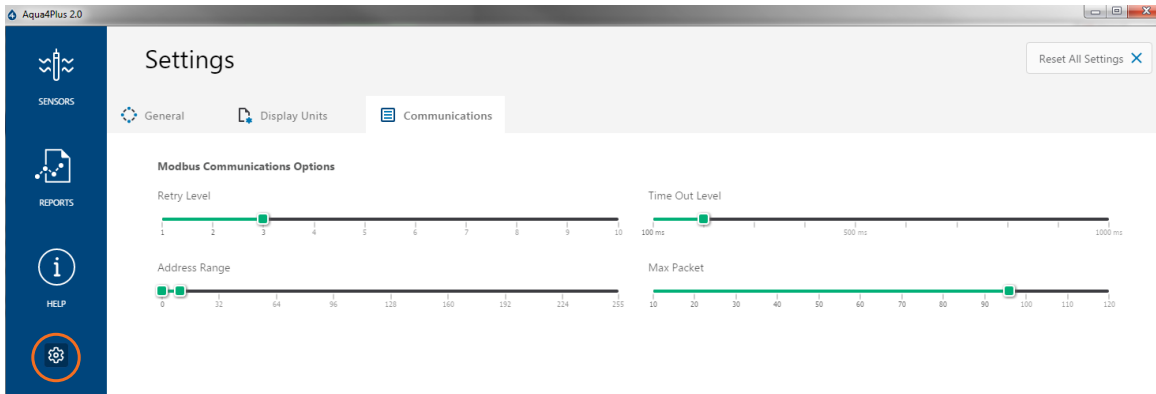 Aqua4Plus 2.0
SENSORS
REPORTS
HELP
Settings
Reset All Settings
General
Display Units
Communications
Modbus Communications Options
Retry Level
1 2 3 4 5 6 7 8 9 10
Time Out Level
100 ms 500 ms 1000 ms
Address Range
0 32 64 96 128 160 192 224 255
Max Packet
10 20 30 40 50 60 70 80 90 100 110 120